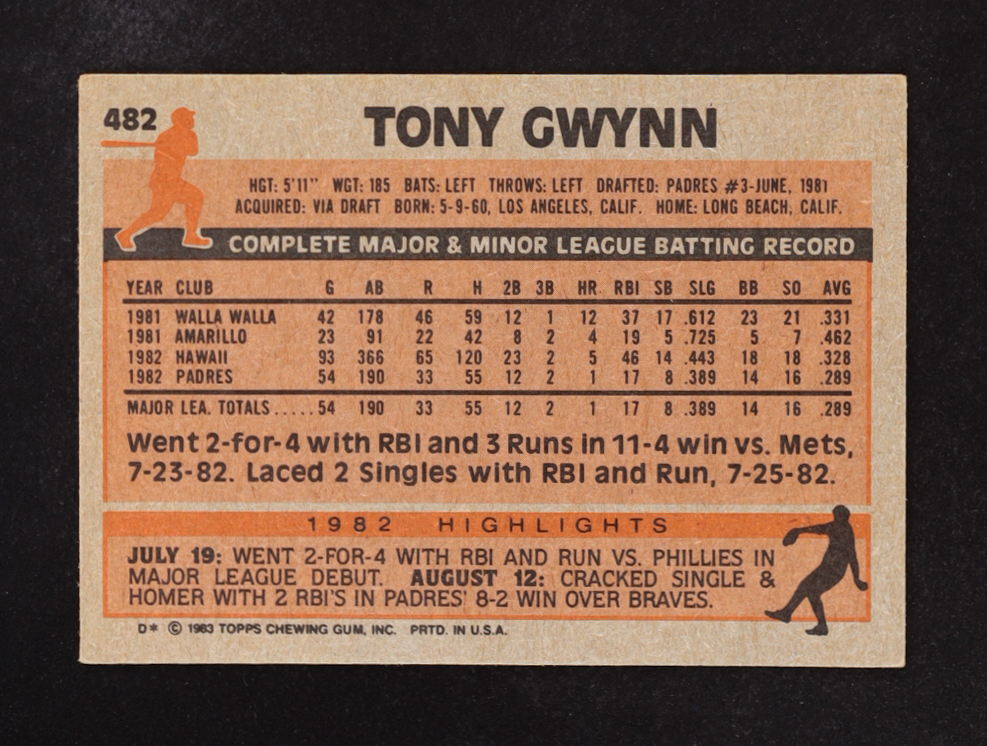 482
TONY GWYNN
HGT: 5'11" WGT: 185 BATS: LEFT THROWS: LEFT DRAFTED: PADRES #3-JUNE, 1981
ACQUIRED: VIA DRAFT BORN: 5-9-60, LOS ANGELES, CALIF. HOME: LONG BEACH, CALIF.
COMPLETE MAJOR & MINOR LEAGUE BATTING RECORD
YEAR CLUB G AB R H 2B 3B HR RBI SB SLG BB SO AVG
1981 WALLA WALLA 42 178 46 59 12 1 12 37 17 .612 23 21 .331
1981 AMARILLO 23 91 22 42 8 2 4 19 5 .725 5 7 .462
1982 HAWAII 93 366 65 120 23 2 5 46 14 .443 18 18 .328
1982 PADRES 54 190 33 55 12 2 1 17 8 .389 14 16 .289
MAJOR LEA. TOTALS.....54 190 33 55 12 2 1 17 8 .389 14 16 .289
Went 2-for-4 with RBI and 3 Runs in 11-4 win vs. Mets,
7-23-82. Laced 2 Singles with RBI and Run, 7-25-82.
1982 HIGHLIGHTS
JULY 19: WENT 2-FOR-4 WITH RBI AND RUN VS. PHILLIES IN
MAJOR LEAGUE DEBUT. AUGUST 12: CRACKED SINGLE &
HOMER WITH 2 RBI'S IN PADRES' 8-2 WIN OVER BRAVES.
D* © 1983 TOPPS CHEWING GUM, INC. PRTD. IN U.S.A.